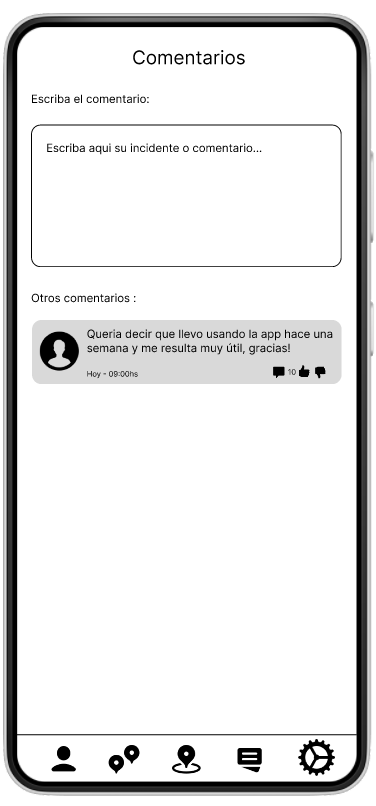 Comentarios
Escriba el comentario:
Escriba aqui su incidente o comentario...
Otros comentarios :
Queria decir que llevo usando la app hace una
semana y me resulta muy útil, gracias!
Hoy - 09:00hs
10